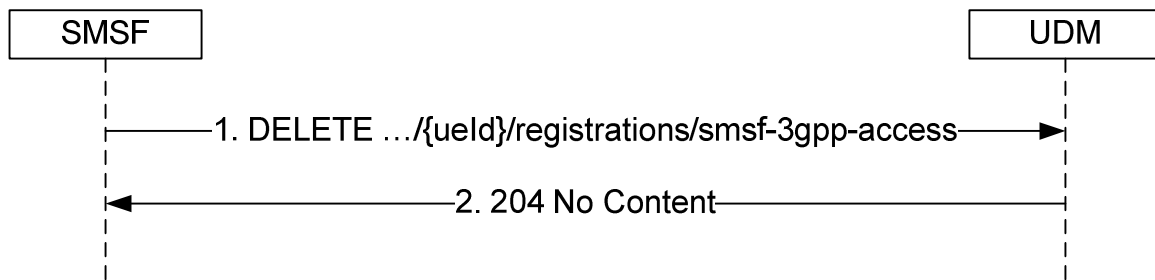 SMSF
UDM
1. DELETE …/{ueId}/registrations/smsf-3gpp-access
2. 204 No Content